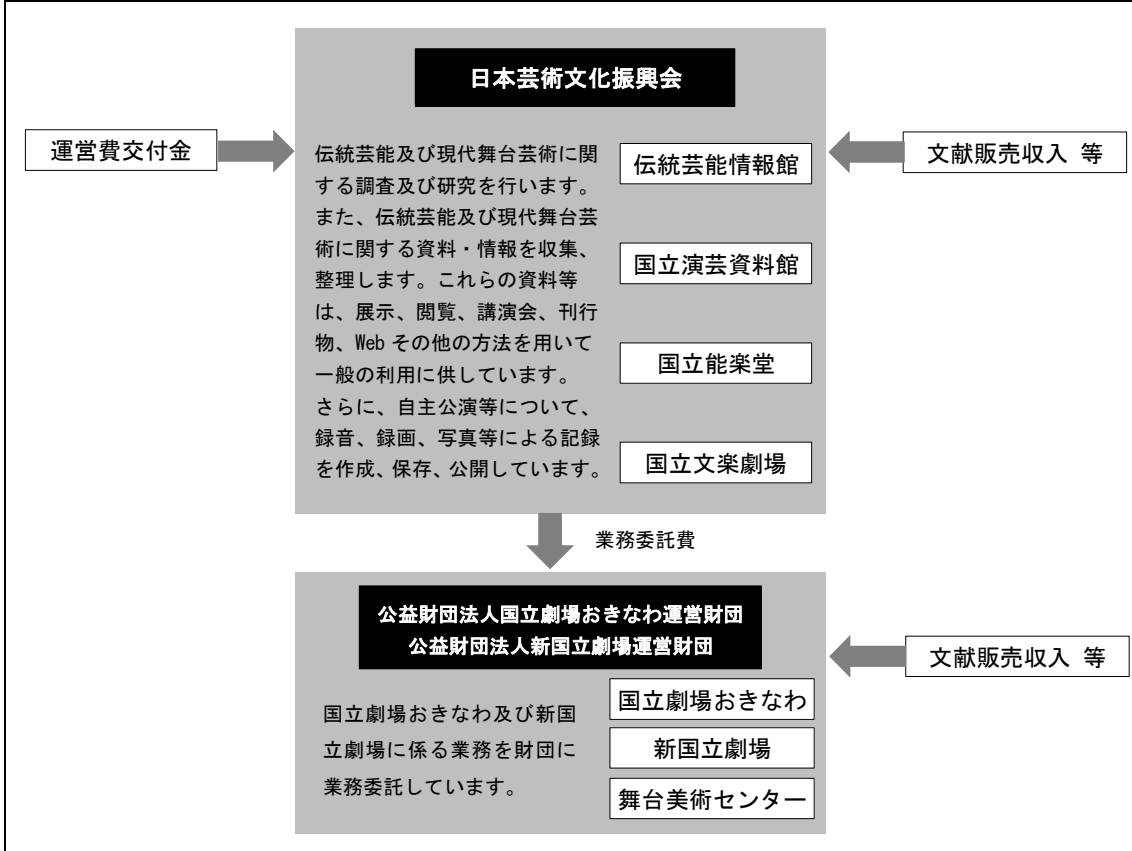 日本芸術文化振興会
運営費交付金
伝統芸能及び現代舞台芸術に関
する調査及び研究を行います。
また、伝統芸能及び現代舞台芸
術に関する資料・情報を収集、
整理します。これらの資料等
は、展示、閲覧、講演会、刊行
物、Web その他の方法を用いて
一般の利用に供しています。
さらに、自主公演等について、
録音、録画、写真等による記録
を作成、保存、公開しています。
伝統芸能情報館
国立演芸資料館
国立能楽堂
国立文楽劇場
文献販売収入 等
業務委託費
公益財団法人国立劇場おきなわ運営財団
公益財団法人新国立劇場運営財団
国立劇場おきなわ及び新国
立劇場に係る業務を財団に
業務委託しています。
国立劇場おきなわ
新国立劇場
舞台美術センター
文献販売収入 等